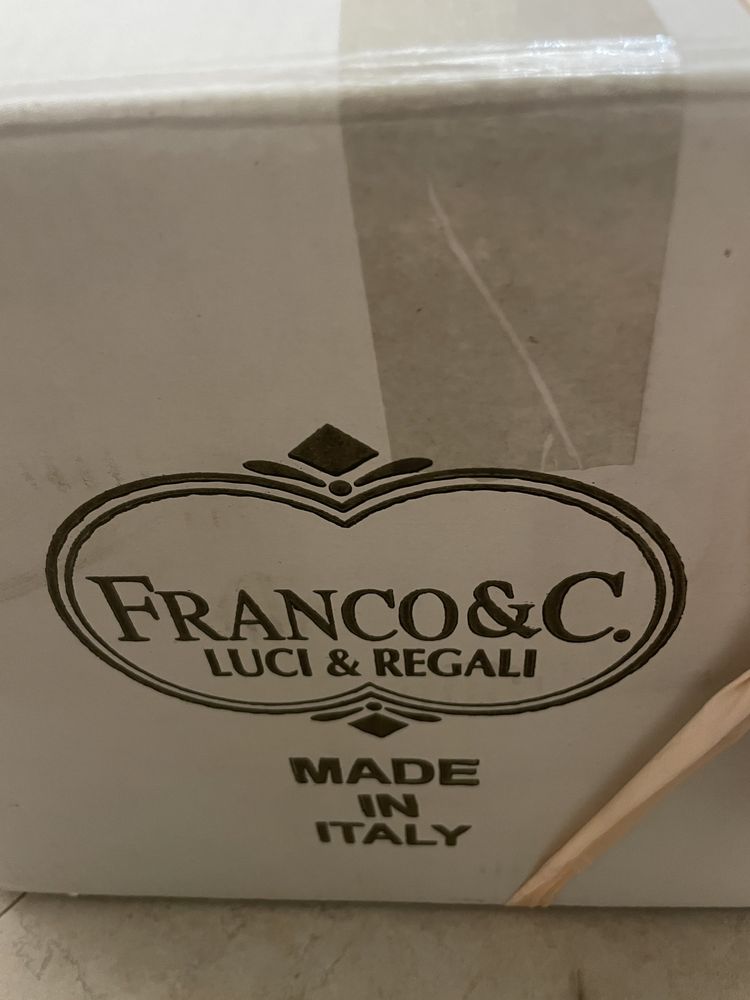 FRANCO&C.
LUCI & REGALI
MADE
IN
ITALY